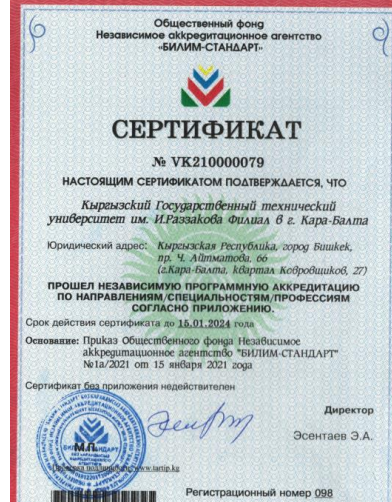 Общественный фонд
Независимое аккредитационное агентство
«БИЛИМ-СТАНДАРТ»
СЕРТИФИКАТ
№ VK210000079
НАСТОЯЩИМ СЕРТИФИКАТОМ ПОДТВЕРЖДАЕТСЯ, ЧТО
Кыргызский Государственный технический
университет им. И.Раззакова Филиал в г. Кара-Балта
Юридический адрес: Кыргызская Республика, город Бишкек,
пр. Ч. Айтматова, 66
(г.Кара-Балта, квартал Ковровщиков, 27)
ПРОШЕЛ НЕЗАВИСИМУЮ ПРОГРАММНУЮ АККРЕДИТАЦИЮ
ПО НАПРАВЛЕНИЯМ/СПЕЦИАЛЬНОСТЯМ/ПРОФЕССИЯМ
СОГЛАСНО ПРИЛОЖЕНИЮ.
Срок действия сертификата до 15.01.2024 года
Основание: Приказ Общественного фонда Независимое
аккредитационное агентство "БИЛИМ-СТАНДАРТ"
№1а/2021 от 15 января 2021 года
Сертификат без приложения недействителен
Директор
Эсентаев Э.А.
М.П.
www.tartip.kg
Регистрационный номер 098